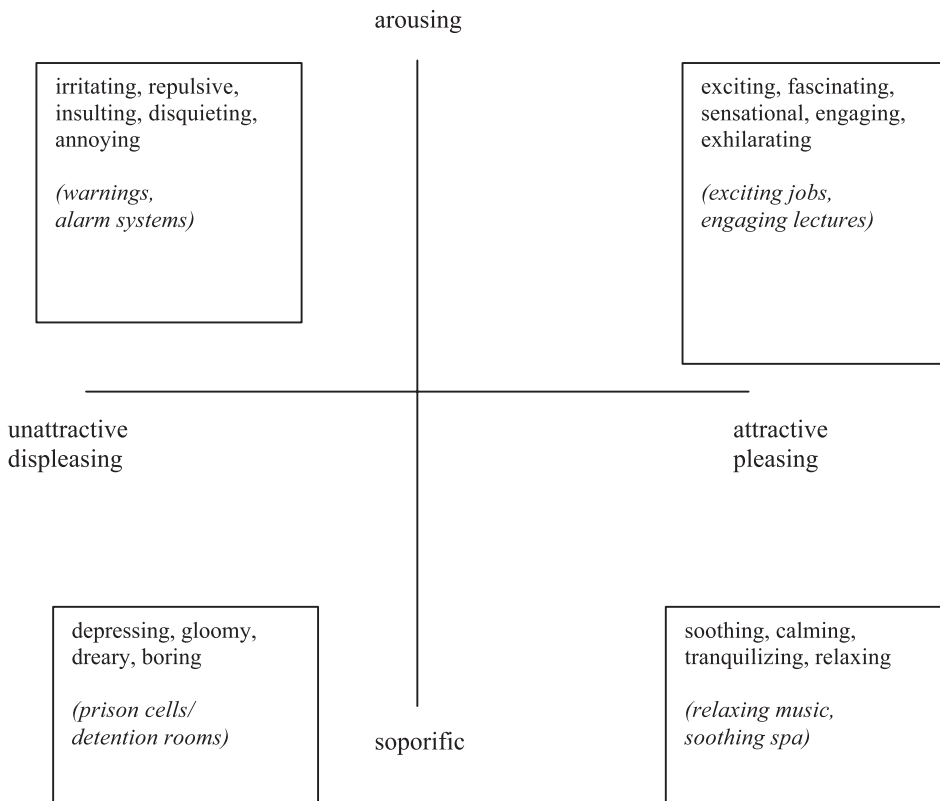 arousing
irritating, repulsive,
insulting, disquieting,
annoying
(warnings,
alarm systems)
exciting, fascinating,
sensational, engaging,
exhilarating
(exciting jobs,
engaging lectures)
unattractive
displeasing
attractive
pleasing
depressing, gloomy,
dreary, boring
(prison cells/
detention rooms)
soporific
soothing, calming,
tranquilizing, relaxing
(relaxing music,
soothing spa)